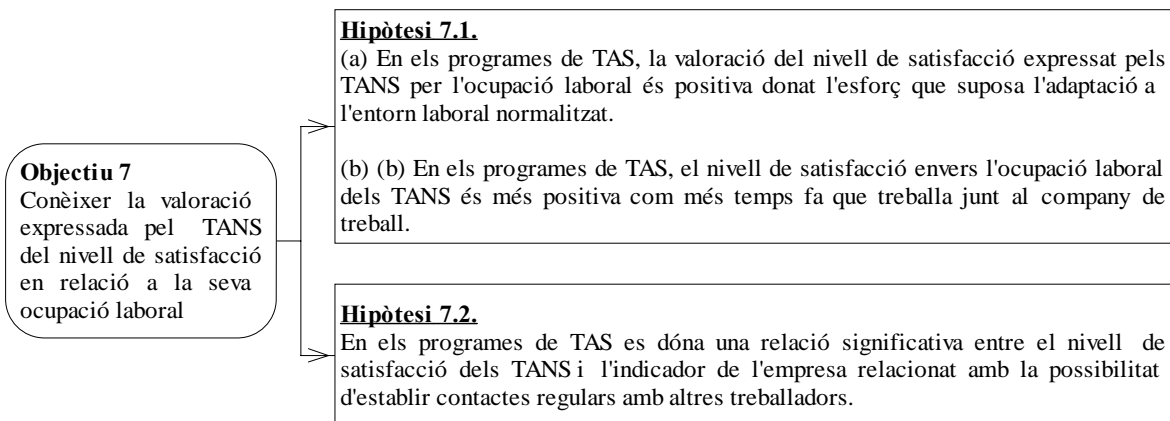 Objectiu 7
Conèixer la valoració
expressada pel TANS
del nivell de satisfacció
en relació a la seva
ocupació laboral
Hipòtesi 7.1.
(a) En els programes de TAS, la valoració del nivell de satisfacció expressat pels
TANS per l'ocupació laboral és positiva donat l'esforç que suposa l'adaptació a
l'entorn laboral normalitzat.
(b) (b) En els programes de TAS, el nivell de satisfacció envers l'ocupació laboral
dels TANS és més positiva com més temps fa que treballa junt al company de
treball.
Hipòtesi 7.2.
En els programes de TAS es dóna una relació significativa entre el nivell de
satisfacció dels TANS i l'indicador de l'empresa relacionat amb la possibilitat
d'establir contactes regulars amb altres treballadors.